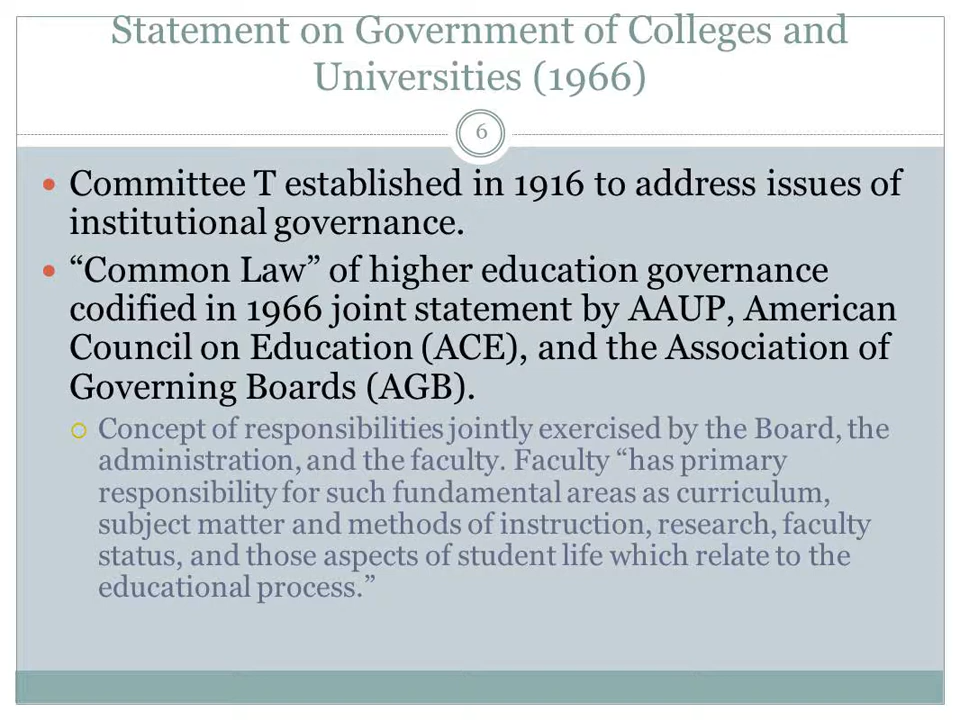 Statement on Government of Colleges and
Universities (1966)
6
• Committee T established in 1916 to address issues of
institutional governance.
• “Common Law” of higher education governance
codified in 1966 joint statement by AAUP, American
Council on Education (ACE), and the Association of
Governing Boards (AGB).
○ Concept of responsibilities jointly exercised by the Board, the
administration, and the faculty. Faculty “has primary
responsibility for such fundamental areas as curriculum,
subject matter and methods of instruction, research, faculty
status, and those aspects of student life which relate to the
educational process.”